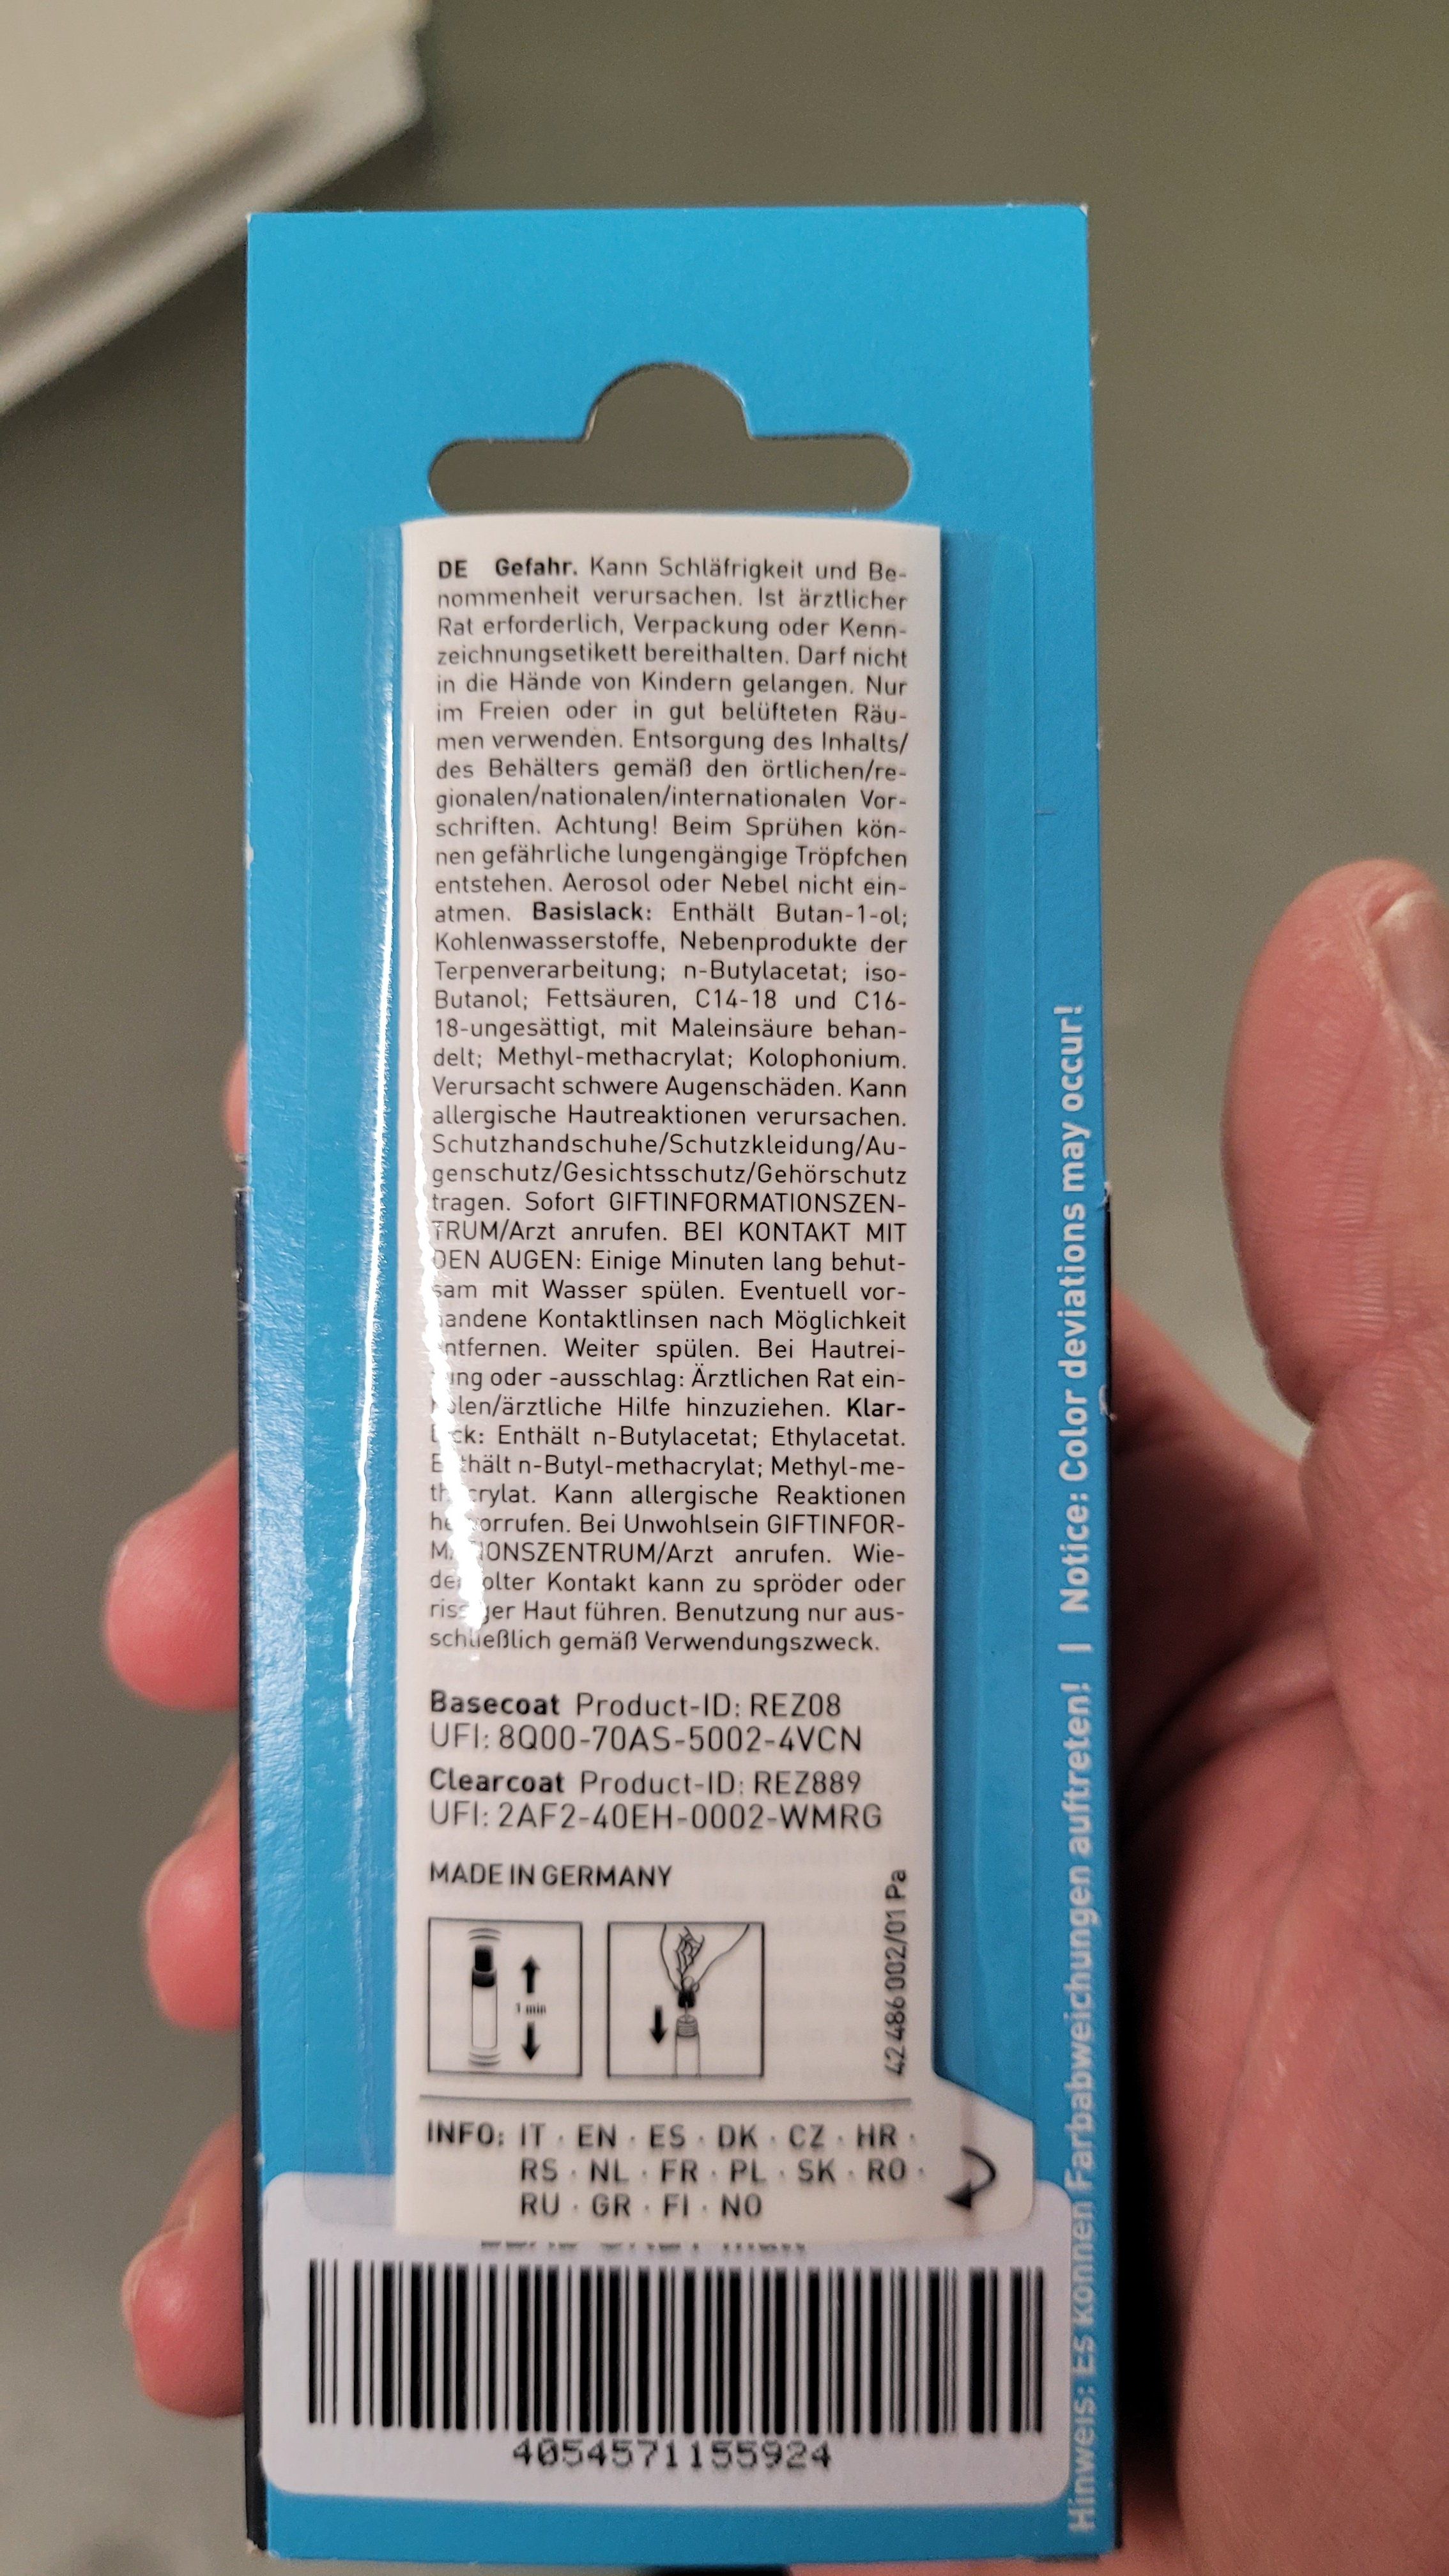 DE Gefahr. Kann Schläfrigkeit und Be-
nommenheit verursachen. Ist ärztlicher
Rat erforderlich, Verpackung oder Kenn-
zeichnungsetikett bereithalten. Darf nicht
in die Hände von Kindern gelangen. Nur
im Freien oder in gut belüfteten Räu-
men verwenden. Entsorgung des Inhalts/
des Behälters gemäß den örtlichen/re-
gionalen/nationalen/internationalen Vor-
schriften. Achtung! Beim Sprühen kön-
nen gefährliche lungengängige Tröpfchen
entstehen. Aerosol oder Nebel nicht ein-
atmen. Basislack: Enthält Butan-1-ol;
Kohlenwasserstoffe, Nebenprodukte der
Terpenverarbeitung; n-Butylacetat; iso-
Butanol; Fettsäuren, C14-18 und C16-
18-ungesättigt, mit Maleinsäure behan-
delt; Methyl-methacrylat; Kolophonium.
Verursacht schwere Augenschäden. Kann
allergische Hautreaktionen verursachen.
Schutzhandschuhe/Schutzkleidung/Au-
genschutz/Gesichtsschutz/Gehörschutz
tragen. Sofort GIFTINFORMATIONSZEN-
TRUM/Arzt anrufen. BEI KONTAKT MIT
DEN AUGEN: Einige Minuten lang behut-
sam mit Wasser spülen. Eventuell vor-
handene Kontaktlinsen nach Möglichkeit
entfernen. Weiter spülen. Bei Hautrei-
zung oder -ausschlag: Ärztlichen Rat ein-
holen/ärztliche Hilfe hinzuziehen. Klar-
lack: Enthält n-Butylacetat; Ethylacetat.
Enthält n-Butyl-methacrylat; Methyl-me-
thacrylat. Kann allergische Reaktionen
hervorrufen. Bei Unwohlsein GIFTINFOR-
MATIONSZENTRUM/Arzt anrufen. Wie-
derholter Kontakt kann zu spröder oder
rissiger Haut führen. Benutzung nur aus-
schließlich gemäß Verwendungszweck.
Basecoat Product-ID: REZ08
UFI: 8Q00-70AS-5002-4VCN
Clearcoat Product-ID: REZ889
UFI: 2AF2-40EH-0002-WMRG
MADE IN GERMANY
42 486 002/01 Pa
1 min
INFO: IT · EN · ES · DK · CZ · HR ·
RS · NL · FR · PL · SK · RO ·
RU · GR · FI · NO
4054571155924
Hinweis: Es können Farbabweichungen auftreten! | Notice: Color deviations may occur!